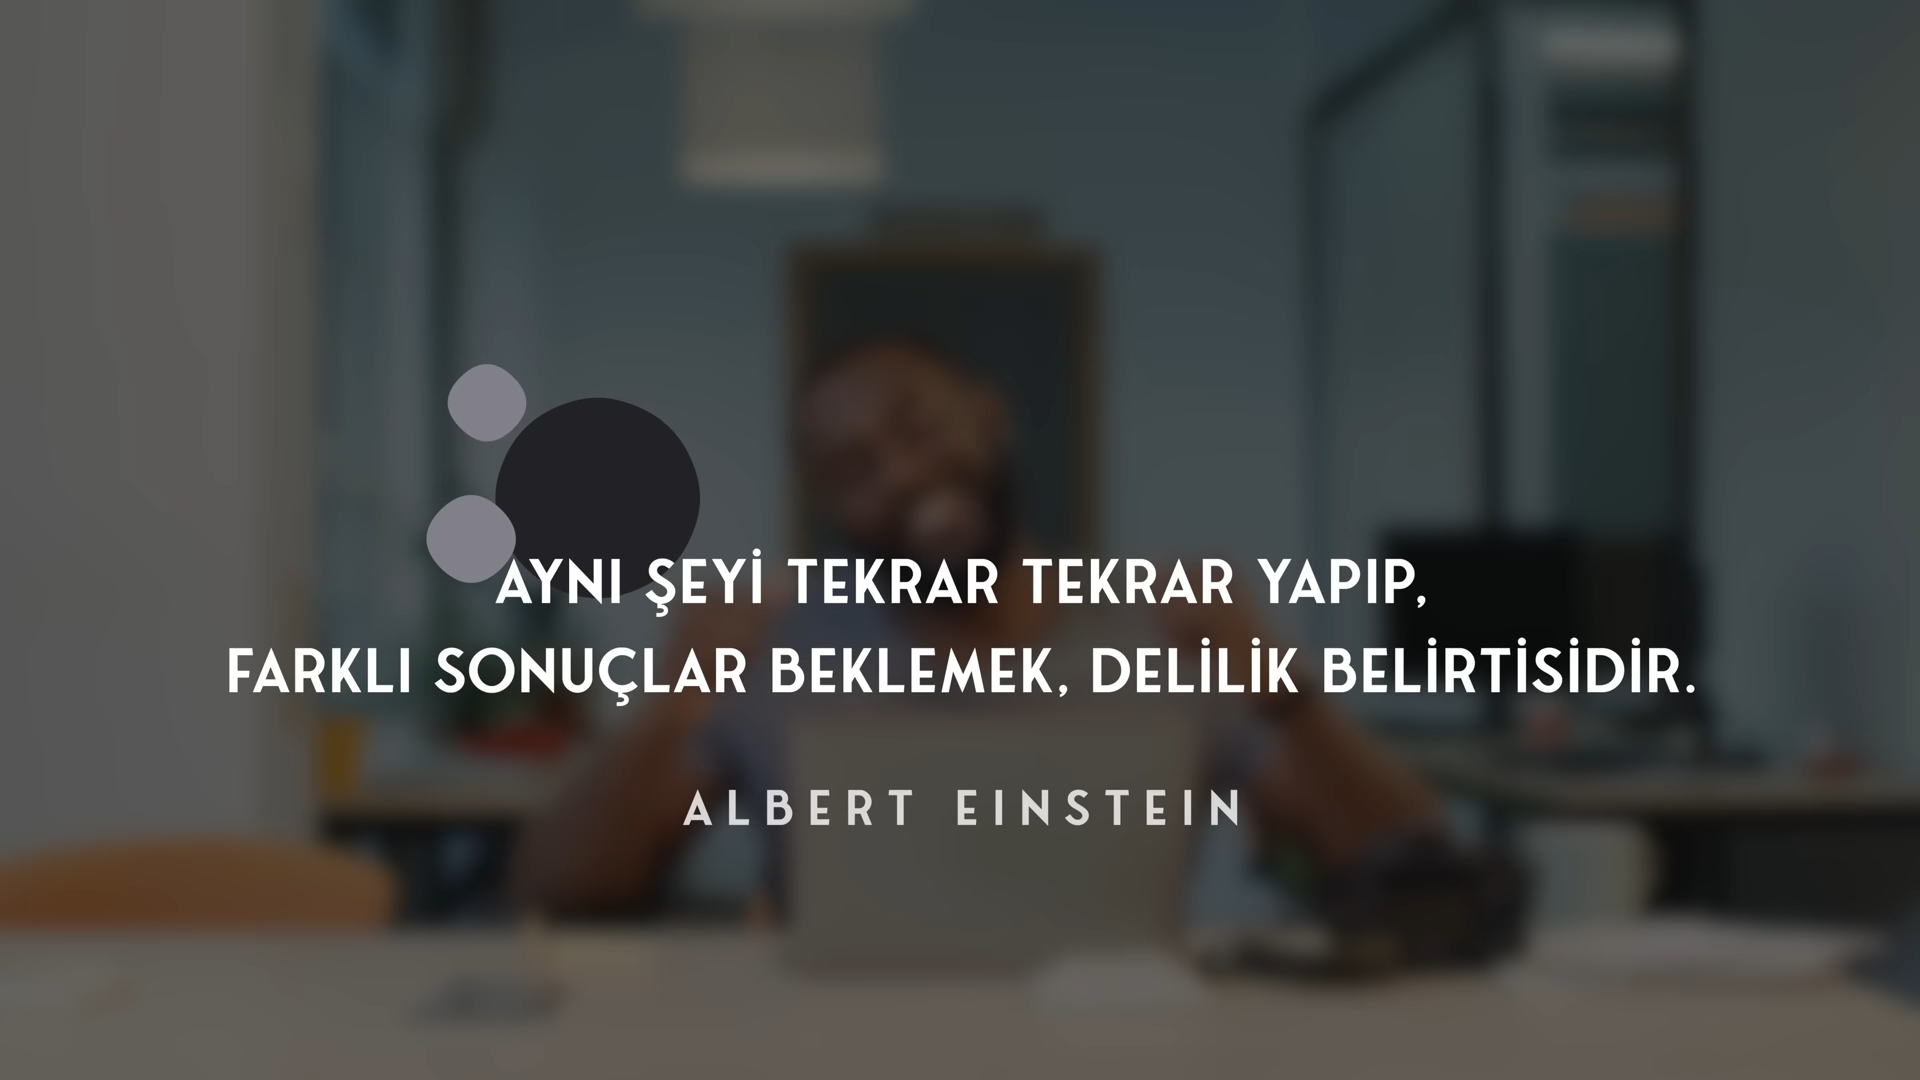 AYNI ŞEYİ TEKRAR TEKRAR YAPIP,
FARKLI SONUÇLAR BEKLEMEK, DELİLİK BELİRTİSİDİR.
ALBERT EINSTEIN